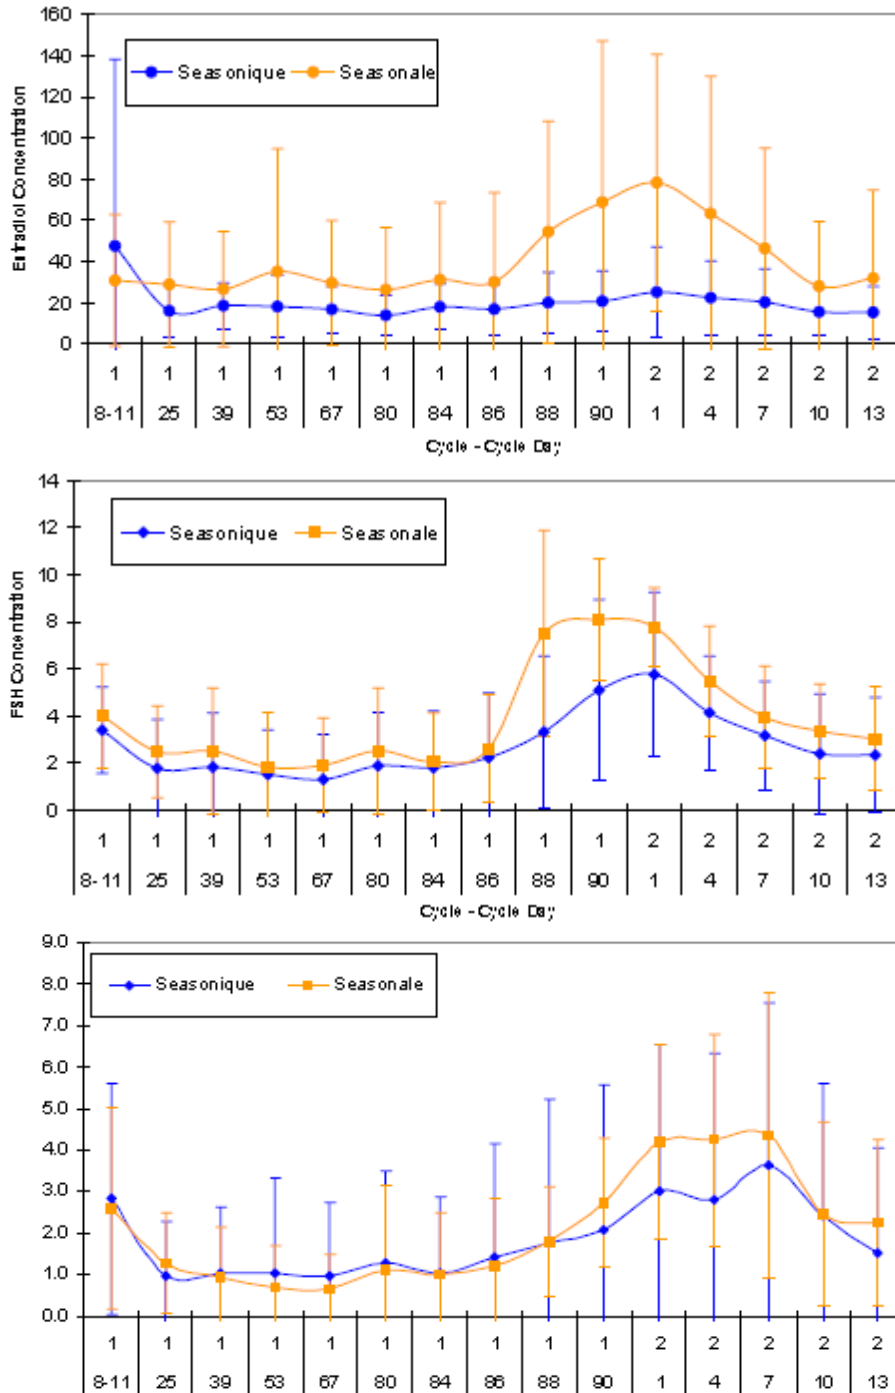 160
Seasonique Seasonale
140
120
100
80
60
40
20
0
Estradiol Concentration
1 1 1 1 1 1 1 1 1 1 2 2 2 2 2
8-11 25 39 53 67 80 84 86 88 90 1 4 7 10 13
Cycle - Cycle Day
14
Seasonique Seasonale
12
10
8
6
4
2
0
FSH Concentration
1 1 1 1 1 1 1 1 1 1 2 2 2 2 2
8-11 25 39 53 67 80 84 86 88 90 1 4 7 10 13
Cycle - Cycle Day
9.0
Seasonique Seasonale
8.0
7.0
6.0
5.0
4.0
3.0
2.0
1.0
0.0
1 1 1 1 1 1 1 1 1 1 2 2 2 2 2
8-11 25 39 53 67 80 84 86 88 90 1 4 7 10 13